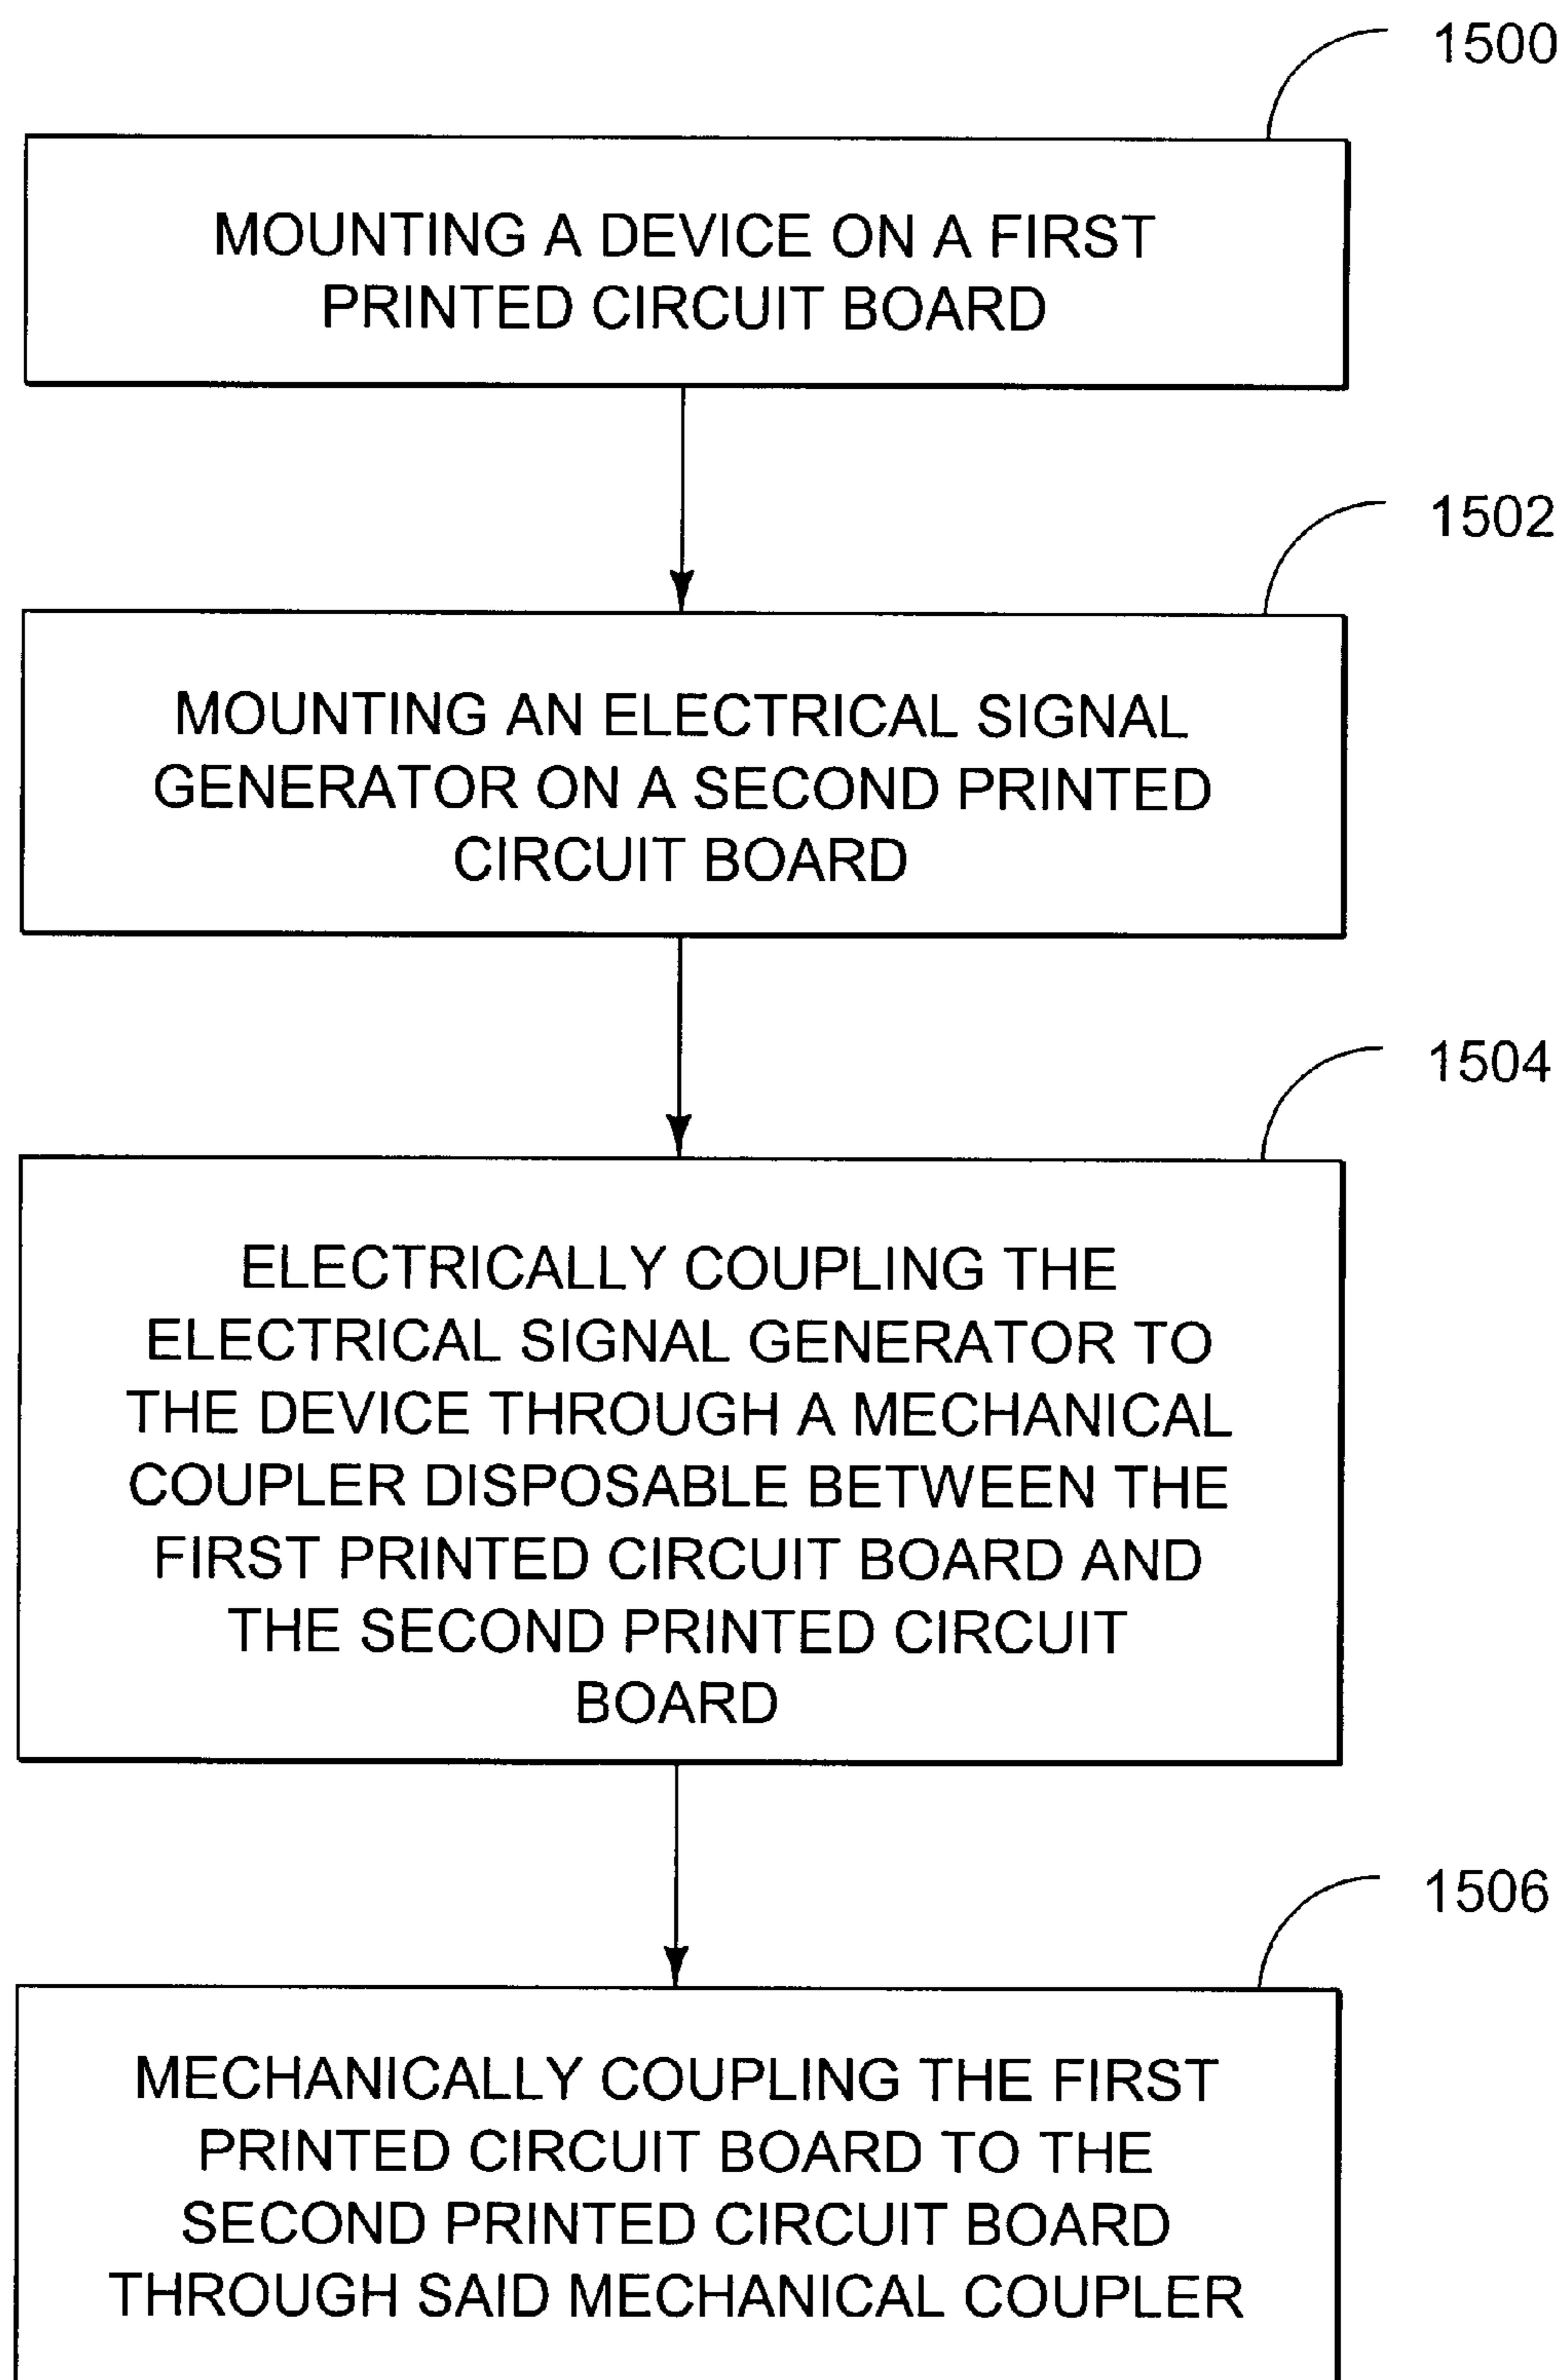 1500
MOUNTING A DEVICE ON A FIRST
PRINTED CIRCUIT BOARD
1502
MOUNTING AN ELECTRICAL SIGNAL
GENERATOR ON A SECOND PRINTED
CIRCUIT BOARD
1504
ELECTRICALLY COUPLING THE
ELECTRICAL SIGNAL GENERATOR TO
THE DEVICE THROUGH A MECHANICAL
COUPLER DISPOSABLE BETWEEN THE
FIRST PRINTED CIRCUIT BOARD AND
THE SECOND PRINTED CIRCUIT
BOARD
1506
MECHANICALLY COUPLING THE FIRST
PRINTED CIRCUIT BOARD TO THE
SECOND PRINTED CIRCUIT BOARD
THROUGH SAID MECHANICAL COUPLER